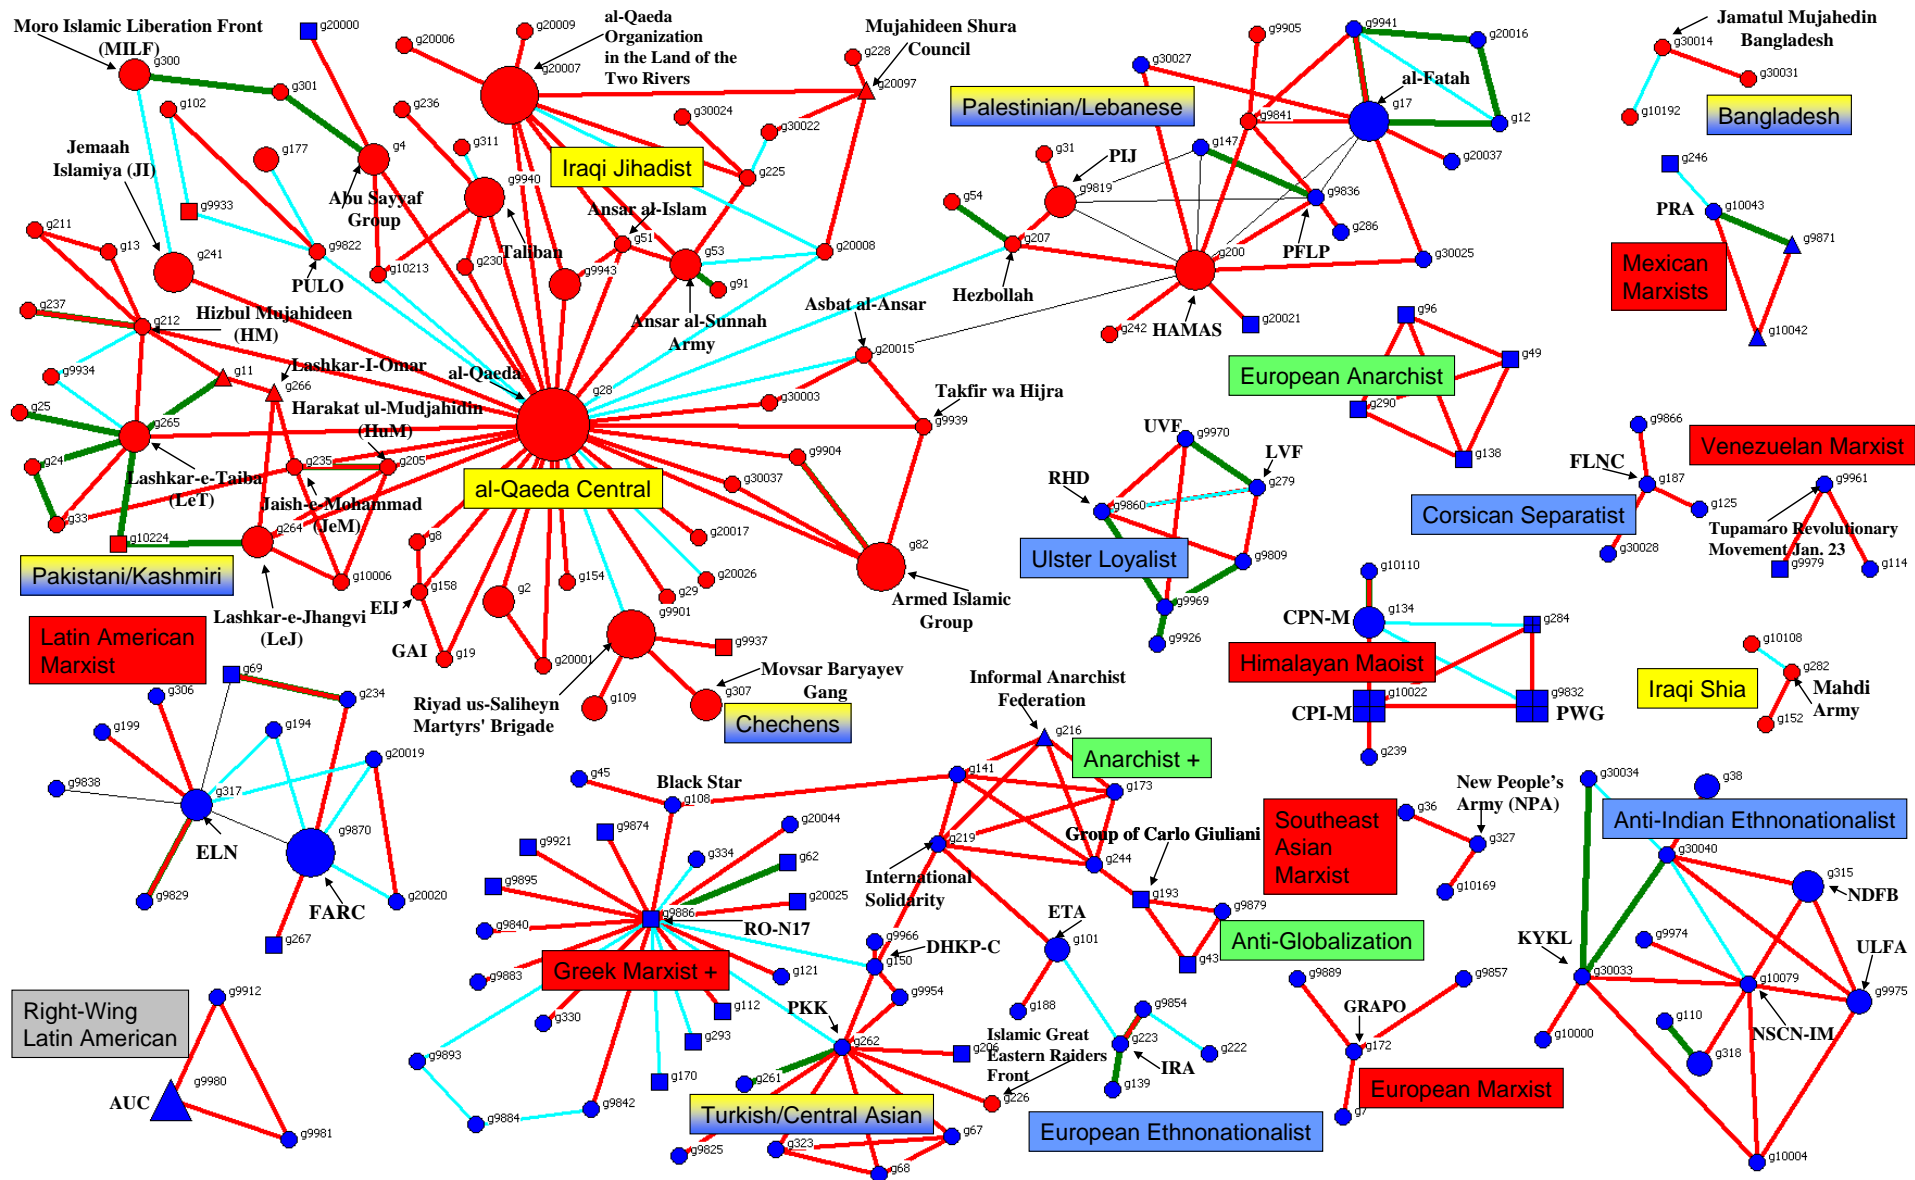 Moro Islamic Liberation Front
(MILF)
g300
g20000
g20006
g20009
al-Qaeda
Organization
in the Land of the
Two Rivers
g20007
Mujahideen Shura
Council
g228
g20097
g9905
g9941
g20016
g30027
al-Fatah
g17
g12
Jamatul Mujahedin
Bangladesh
g30014
g30031
g10192
Bangladesh
g301
g102
g236
g30024
g30022
Palestinian/Lebanese
g9841
g147
g20037
Jemaah
Islamiya (JI)
g177
g4
g311
g9940
Iraqi Jihadist
g225
g31
PIJ
g9819
g246
g9933
Abu Sayyaf
Group
Ansar al-Islam
g54
g9836
PRA
g10043
g211
g13
g241
g9822
Taliban
g51
g53
g20008
g207
g286
PFLP
g9871
PULO
g10213
g230
g9943
g91
Hezbollah
g200
g30025
Mexican
Marxists
g237
g212
Hizbul Mujahideen
(HM)
Ansar al-Sunnah
Army
Asbat al-Ansar
g242
HAMAS
g20021
g96
g10042
g9934
g11
Lashkar-I-Omar
g266
al-Qaeda
g28
g20015
European Anarchist
g49
g25
g265
Harakat ul-Mudjahidin
(HuM)
g30003
Takfir wa Hijra
g9939
g290
g138
g24
Lashkar-e-Taiba
(LeT)
g235
g205
al-Qaeda Central
g9904
UVF
g9970
LVF
g279
g9866
Venezuelan Marxist
g33
Jaish-e-Mohammad
(JeM)
g264
g30037
RHD
g9860
FLNC
g187
g9961
g10224
g8
g20017
g82
Corsican Separatist
g125
Tupamaro Revolutionary
Movement Jan. 23
Pakistani/Kashmiri
g10006
g158
EIJ
g2
g154
g29
g20026
Armed Islamic
Group
Ulster Loyalist
g9809
g30028
g9979
g114
Lashkar-e-Jhangvi
(LeJ)
g9901
g9969
g9926
g10110
g134
CPN-M
g284
Latin American
Marxist
GAI
g19
g20001
g9937
Himalayan Maoist
g10108
g282
g69
g306
g234
Riyad us-Saliheyn
Martyrs' Brigade
g109
g307
Movsar Baryayev
Gang
Chechens
Informal Anarchist
Federation
g216
g10022
CPI-M
g9832
PWG
Iraqi Shia
Mahdi
Army
g152
g199
g194
g20019
g239
g9838
g317
g45
Black Star
g108
g141
Anarchist +
g173
New People's
Army (NPA)
g30034
g38
g9870
ELN
g9921
g9874
g20044
g219
Group of Carlo Giuliani
g244
Southeast
Asian
Marxist
g36
g327
Anti-Indian Ethnonationalist
g30040
g334
g62
g9829
FARC
g20020
g9895
g20025
International
Solidarity
g193
g9879
g10169
g315
NDFB
g267
g9840
g9886
RO-N17
ETA
g101
Anti-Globalization
g43
KYKL
g9974
ULFA
g9966
DHKP-C
g150
g9883
Greek Marxist +
g121
g9954
g9889
g9857
g30033
g10079
g9975
Right-Wing
Latin American
g9912
g330
g112
PKK
g188
g9854
GRAPO
g110
NSCN-IM
g293
g262
g206
Islamic Great
Eastern Raiders
Front
g223
g222
IRA
g172
g10000
g318
g9893
g170
g261
g226
g139
European Marxist
AUC
g9980
g9884
g9842
Turkish/Central Asian
g7
g9981
g9825
g323
g67
g68
European Ethnonationalist
g10004